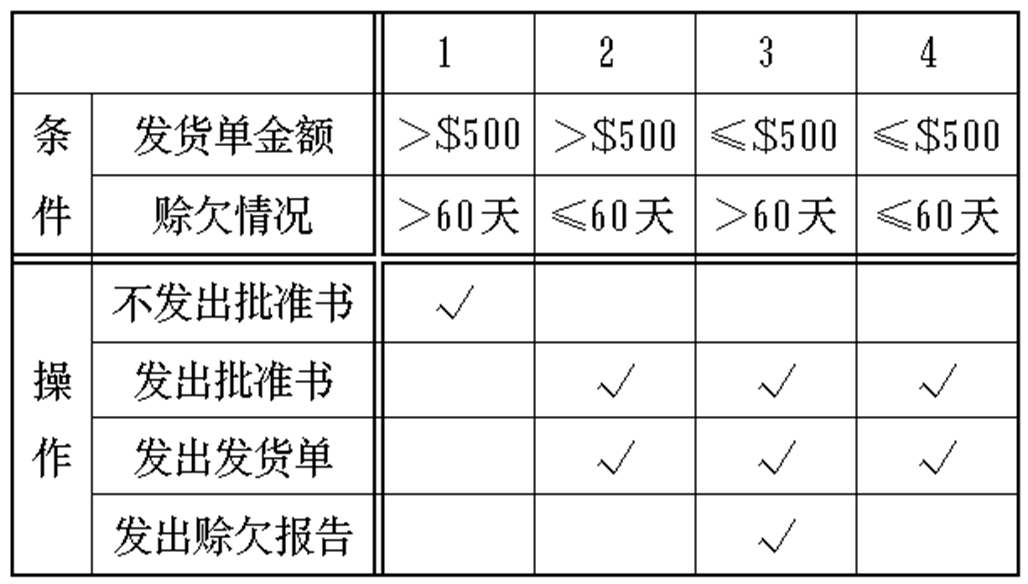 1 2 3 4
条件 发货单金额 >$500 >$500 ≤$500 ≤$500
赊欠情况 >60天 ≤60天 >60天 ≤60天
操作 不发出批准书 √
发出批准书 √ √ √
发出发货单 √ √ √
发出赊欠报告 √